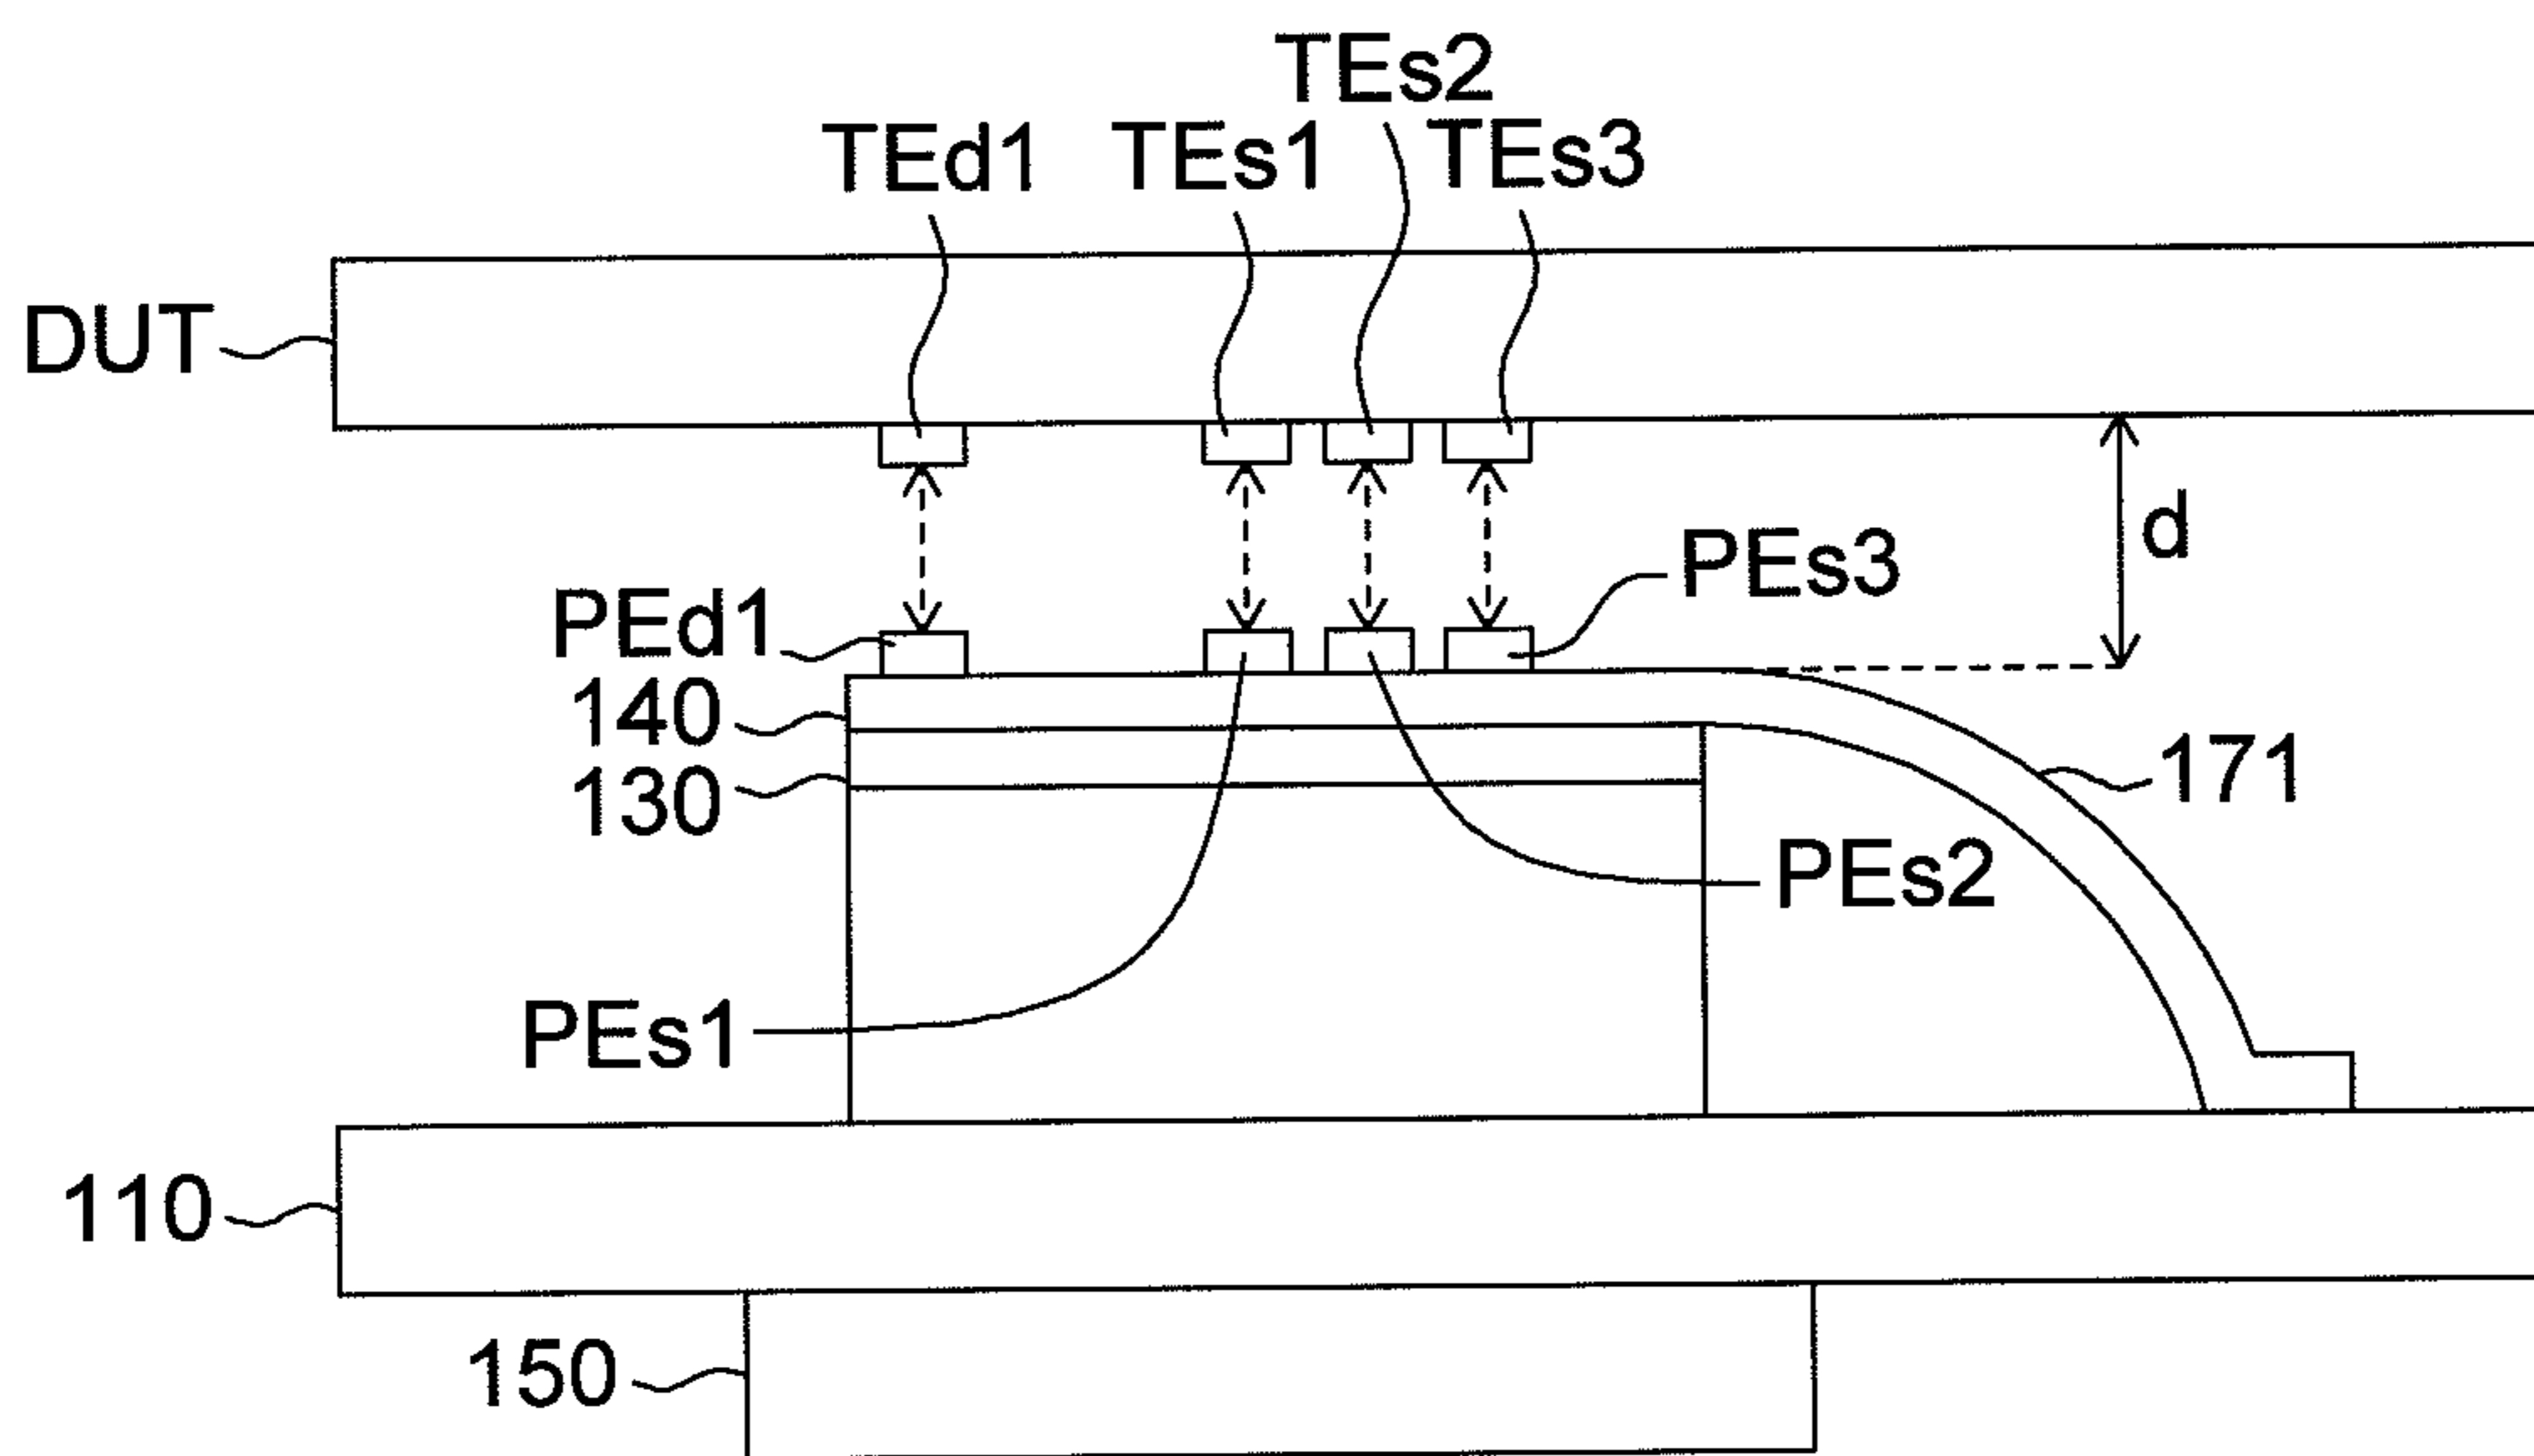 TEs2
TEd1 TEs1 TEs3
DUT
d
PEs3
PEd1
140
171
130
PEs2
PEs1
110
150